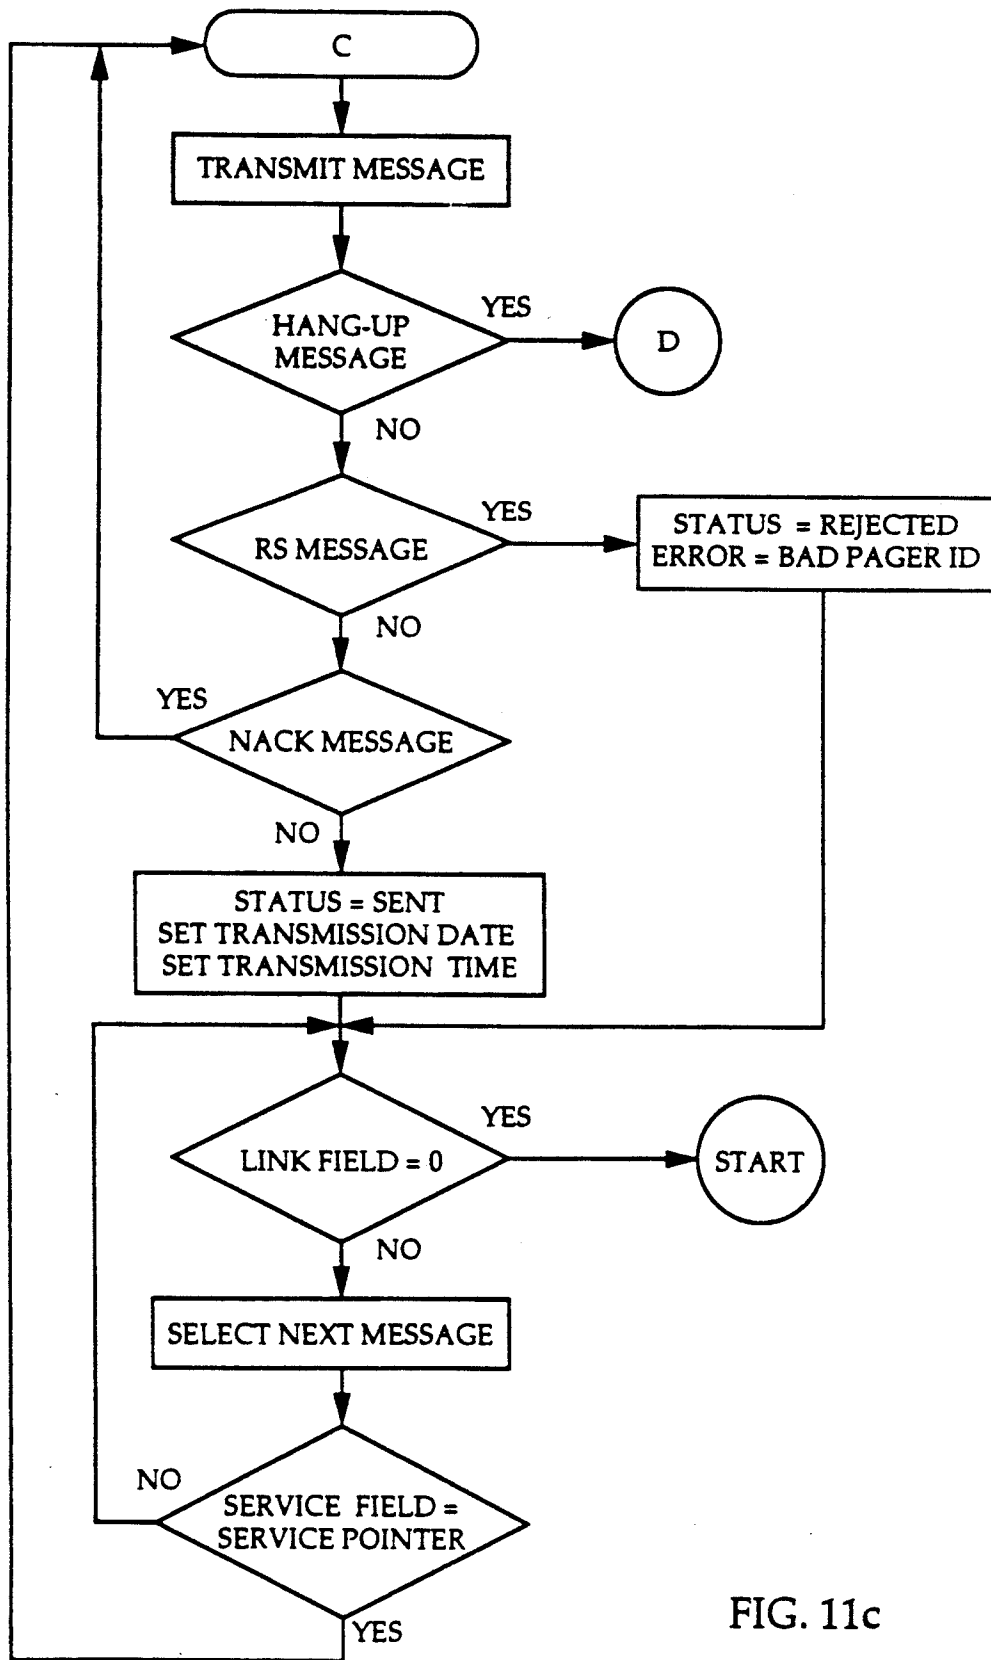 C
TRANSMIT MESSAGE
HANG-UP
MESSAGE
YES
D
NO
RS MESSAGE
YES
STATUS = REJECTED
ERROR = BAD PAGER ID
NO
YES
NACK MESSAGE
NO
STATUS = SENT
SET TRANSMISSION DATE
SET TRANSMISSION TIME
LINK FIELD = 0
YES
START
NO
SELECT NEXT MESSAGE
NO
SERVICE FIELD =
SERVICE POINTER
YES
FIG. 11c